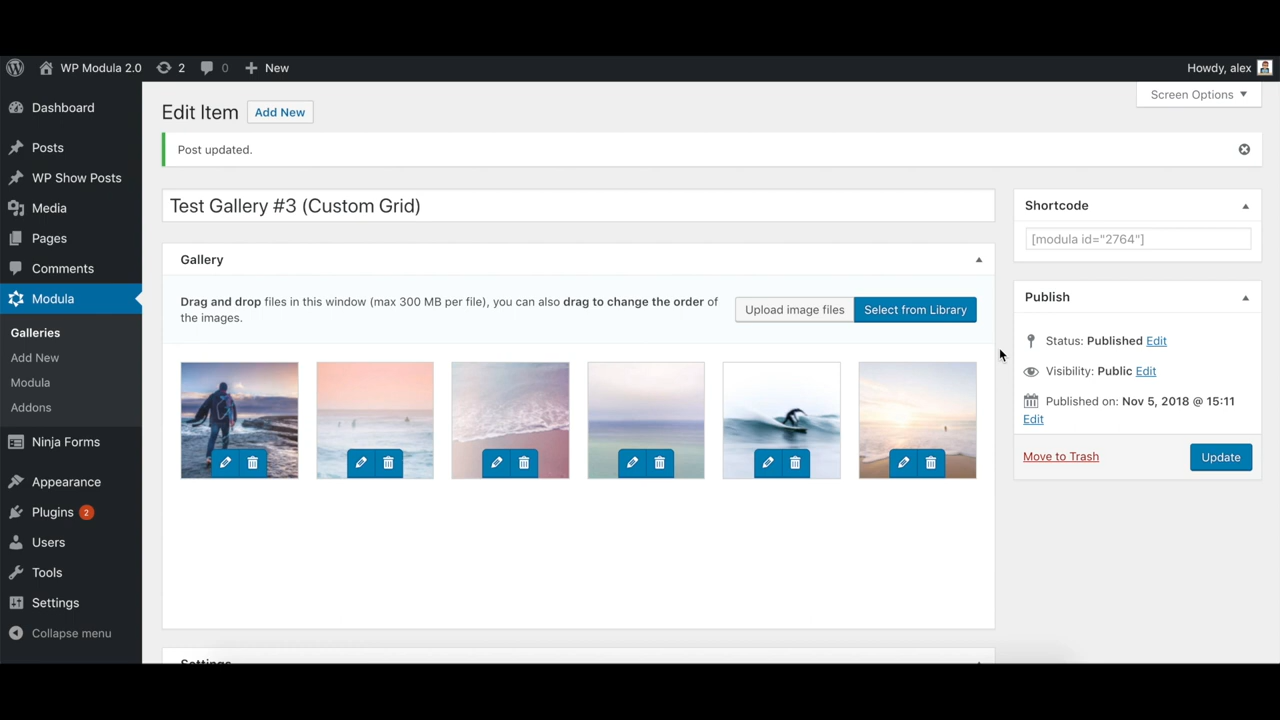 WP Modula 2.0 2 0 New
Howdy, alex
Screen Options
Dashboard
Posts
WP Show Posts
Media
Pages
Comments
Modula
Galleries
Add New
Modula
Addons
Ninja Forms
Appearance
Plugins 2
Users
Tools
Settings
Collapse menu
Edit Item Add New
Post updated.
Test Gallery #3 (Custom Grid)
Gallery
Drag and drop files in this window (max 300 MB per file), you can also drag to change the order of
the images.
Upload image files Select from Library
Settings
Shortcode
[modula id="2764"]
Publish
Status: Published Edit
Visibility: Public Edit
Published on: Nov 5, 2018 @ 15:11
Edit
Move to Trash Update